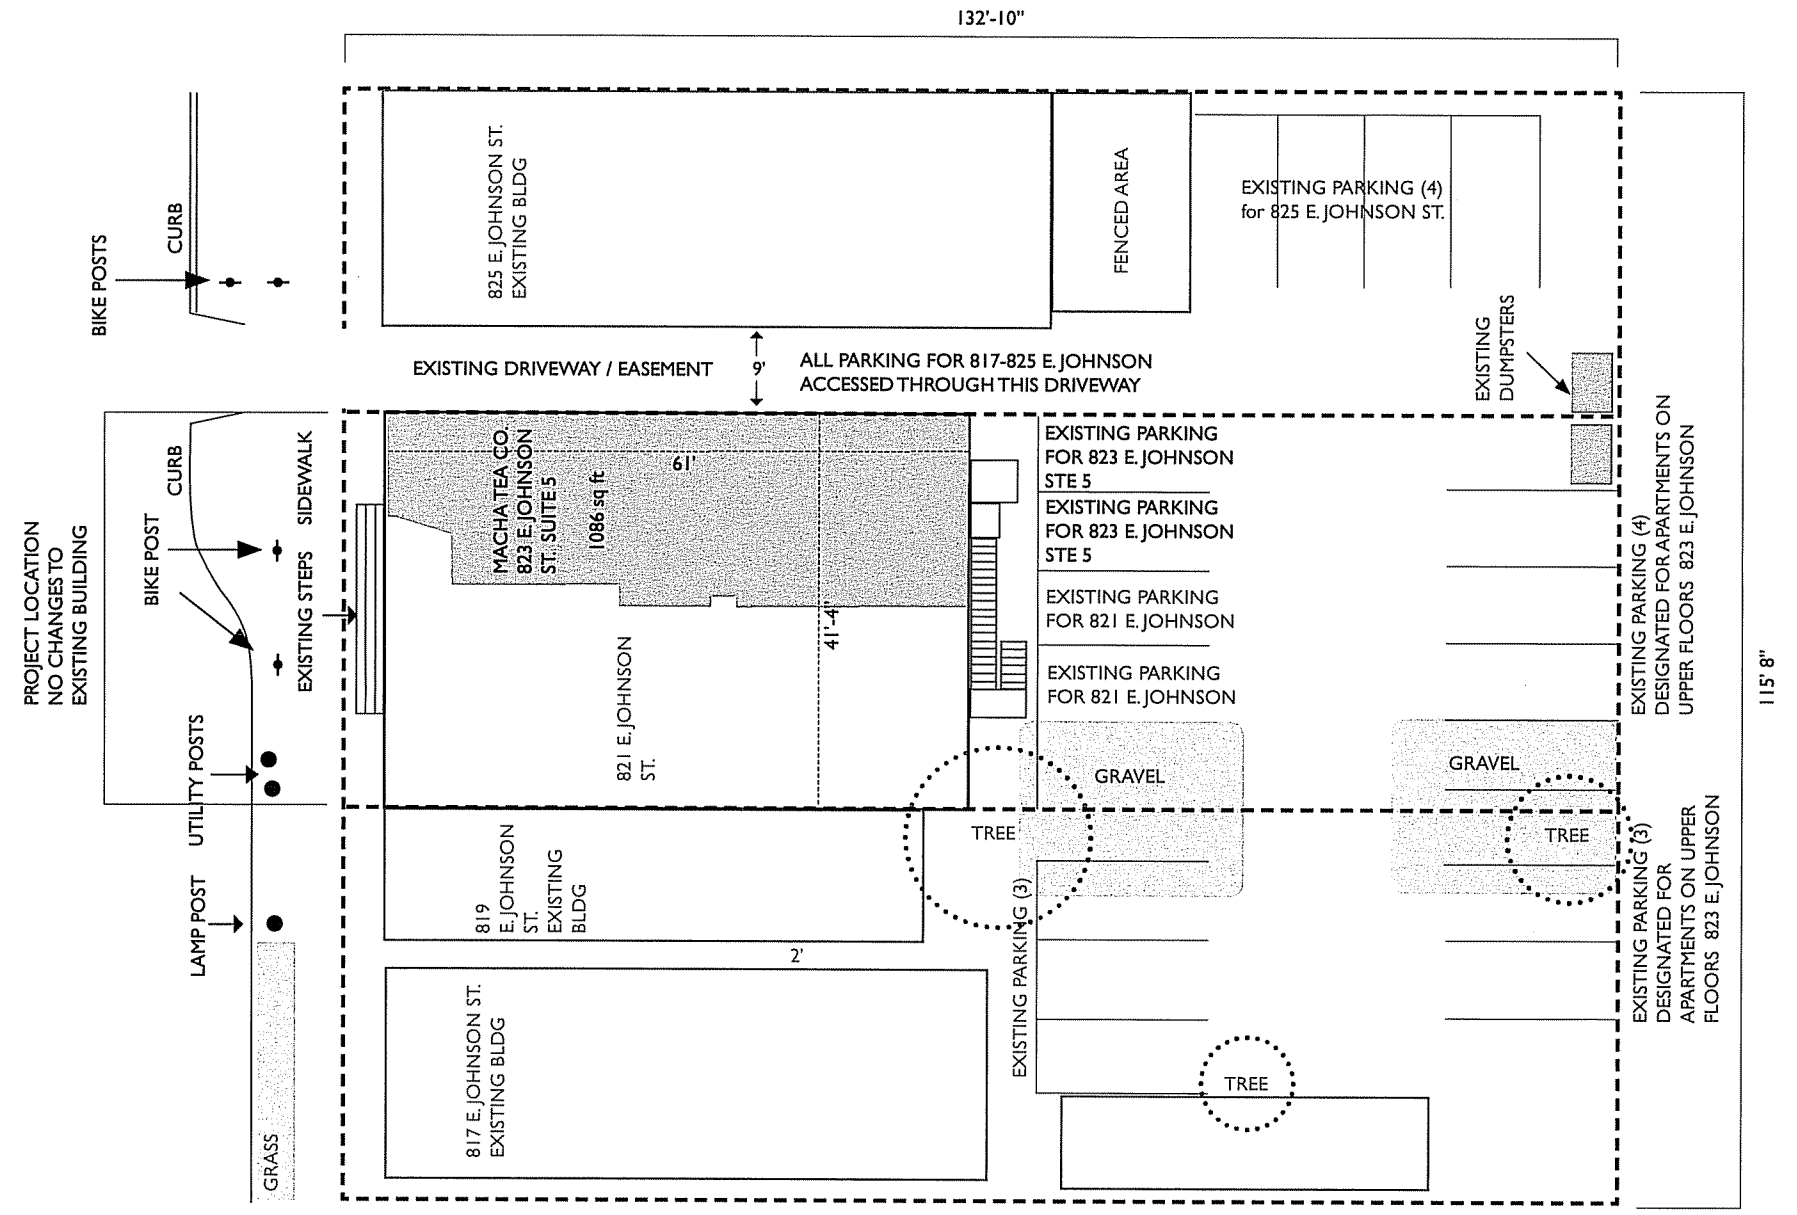 132'-10"
BIKE POSTS
CURB
825 E. JOHNSON ST.
EXISTING BLDG
FENCED AREA
EXISTING PARKING (4)
for 825 E. JOHNSON ST.
EXISTING DRIVEWAY / EASEMENT
9'
ALL PARKING FOR 817-825 E. JOHNSON
ACCESSED THROUGH THIS DRIVEWAY
EXISTING
DUMPSTERS
PROJECT LOCATION
NO CHANGES TO
EXISTING BUILDING
CURB
BIKE POST
SIDEWALK
EXISTING STEPS
MACHA TEA CO.
823 E. JOHNSON
ST. SUITE 5
1086 sq ft
61'
41'-4"
821 E. JOHNSON
ST.
EXISTING PARKING
FOR 823 E. JOHNSON
STE 5
EXISTING PARKING
FOR 823 E. JOHNSON
STE 5
EXISTING PARKING
FOR 821 E. JOHNSON
EXISTING PARKING
FOR 821 E. JOHNSON
EXISTING PARKING (4)
DESIGNATED FOR APARTMENTS ON
UPPER FLOORS 823 E. JOHNSON
115' 8"
UTILITY POSTS
GRAVEL
GRAVEL
TREE
TREE
LAMP POST
819
E. JOHNSON
ST.
EXISTING
BLDG
2'
EXISTING PARKING (3)
EXISTING PARKING (3)
DESIGNATED FOR
APARTMENTS ON UPPER
FLOORS 823 E. JOHNSON
GRASS
817 E. JOHNSON ST.
EXISTING BLDG
TREE